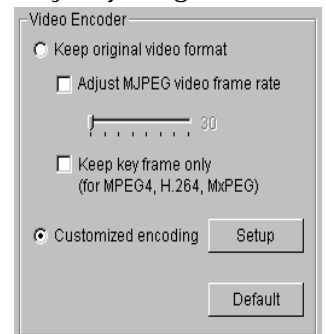 Video Encoder
Keep original video format
Adjust MJPEG video frame rate
30
Keep key frame only
(for MPEG4, H.264, MxPEG)
Customized encoding Setup
Default